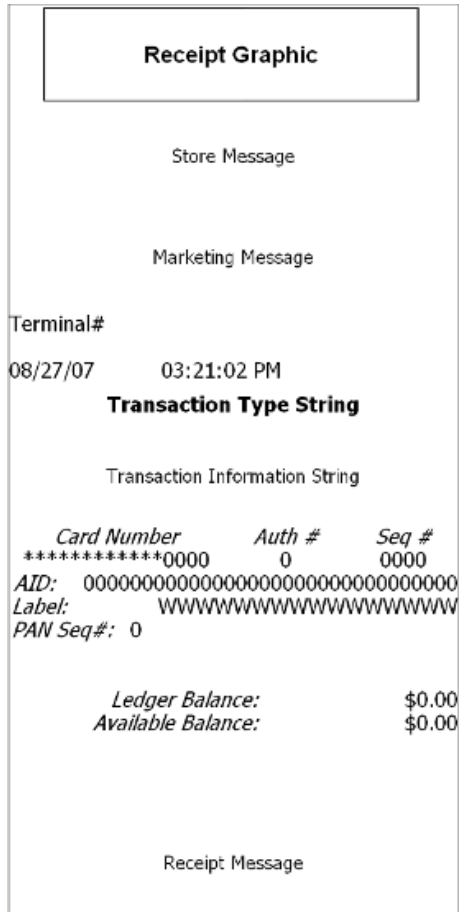 Receipt Graphic
Store Message
Marketing Message
Terminal#
08/27/07 03:21:02 PM
Transaction Type String
Transaction Information String
Card Number Auth # Seq #
************0000 0 0000
AID: 00000000000000000000000000000000
Label: WWWWWWWWWWWWWWWW
PAN Seq#: 0
Ledger Balance: $0.00
Available Balance: $0.00
Receipt Message